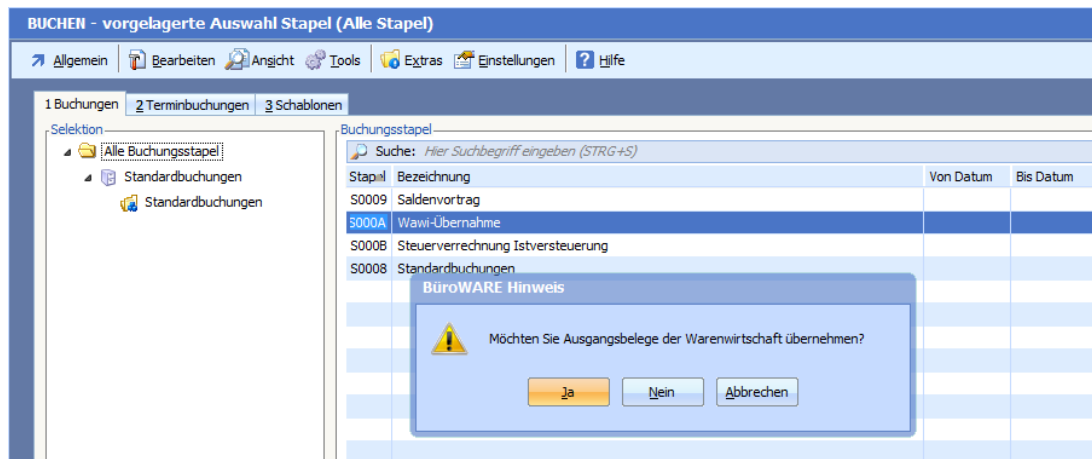 BUCHEN - vorgelagerte Auswahl Stapel (Alle Stapel)
Allgemein Bearbeiten Ansicht Tools Extras Einstellungen Hilfe
1 Buchungen 2 Terminbuchungen 3 Schablonen
Selektion
Alle Buchungsstapel
Standardbuchungen
Standardbuchungen
Buchungsstapel
Suche: Hier Suchbegriff eingeben (STRG+S)
Stapel Bezeichnung Von Datum Bis Datum
S0009 Saldenvortrag
S000A Wawi-Übernahme
S000B Steuerverrechnung Istversteuerung
S0008 Standardbuchungen
BüroWARE Hinweis
Möchten Sie Ausgangsbelege der Warenwirtschaft übernehmen?
Ja Nein Abbrechen